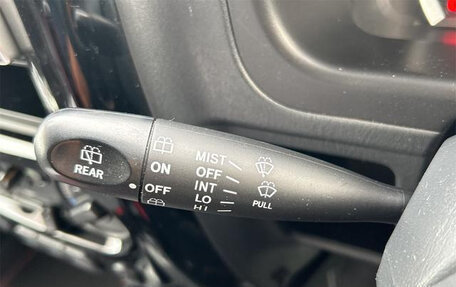 REAR
ON
OFF
MIST
OFF
INT
LO
HI
PULL